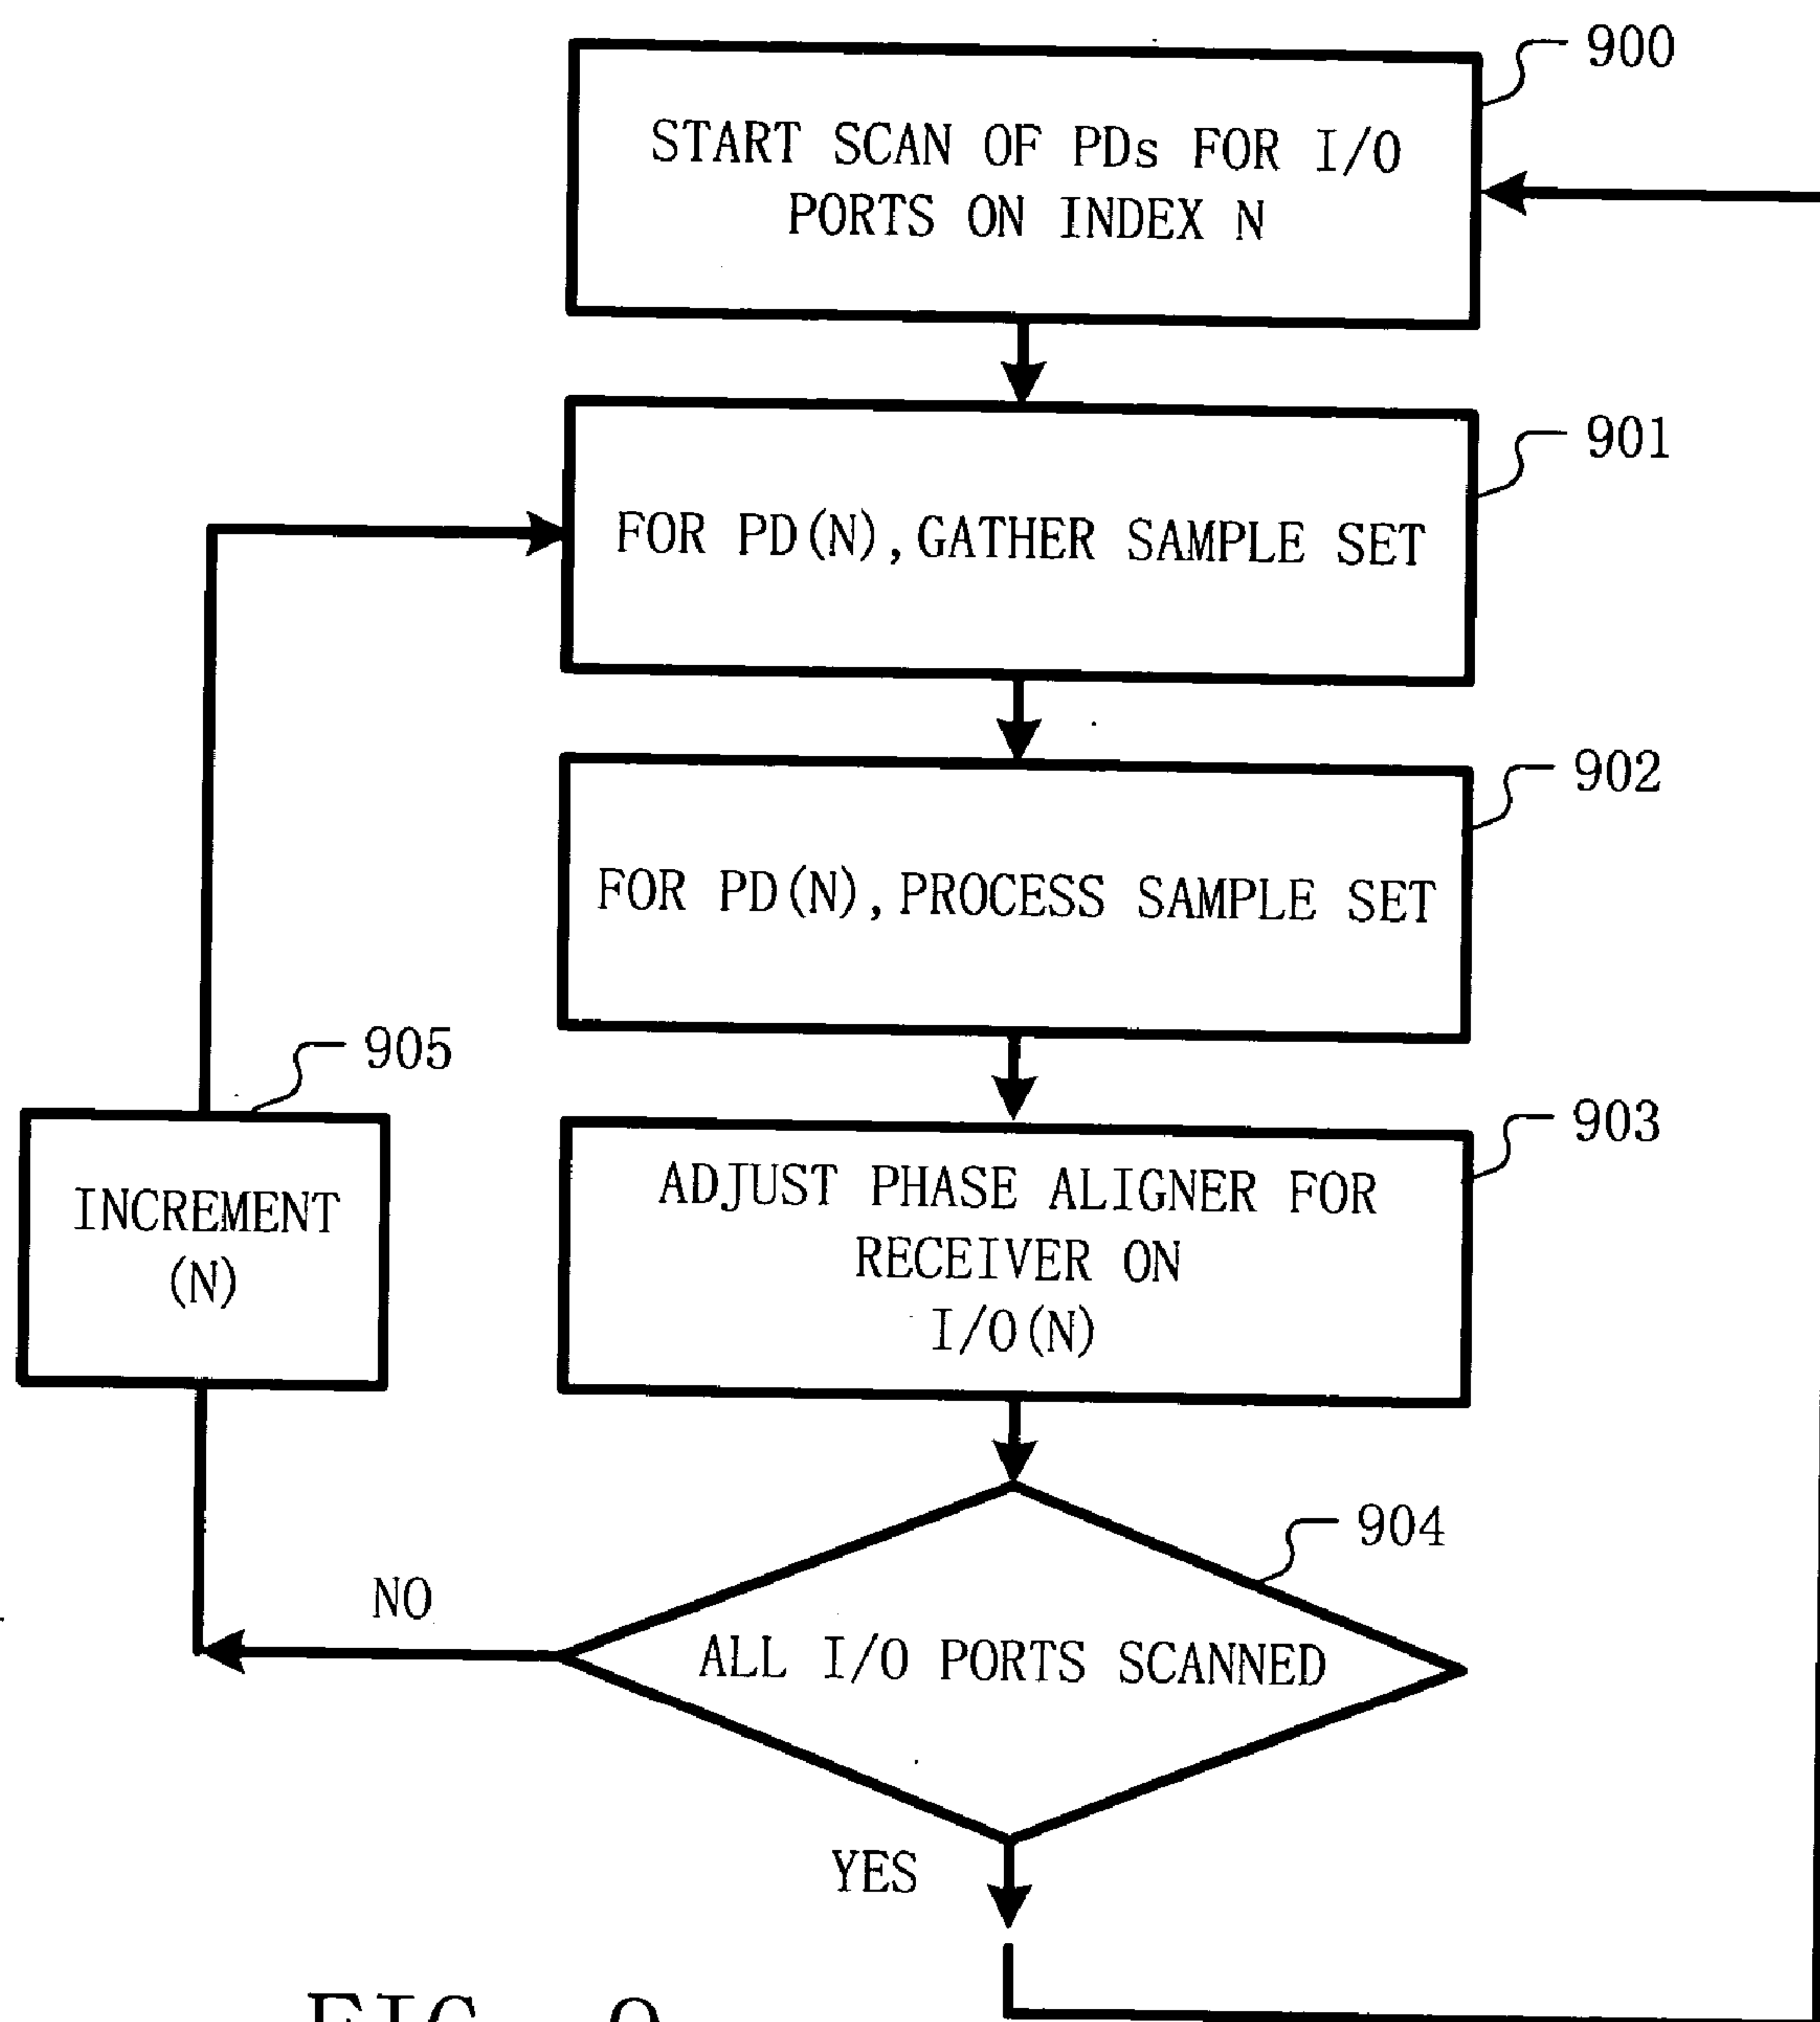 900
START SCAN OF PDs FOR I/O
PORTS ON INDEX N
901
FOR PD(N), GATHER SAMPLE SET
902
FOR PD(N), PROCESS SAMPLE SET
905
903
INCREMENT
(N)
ADJUST PHASE ALIGNER FOR
RECEIVER ON
I/O(N)
904
NO
ALL I/O PORTS SCANNED
YES
FIG.